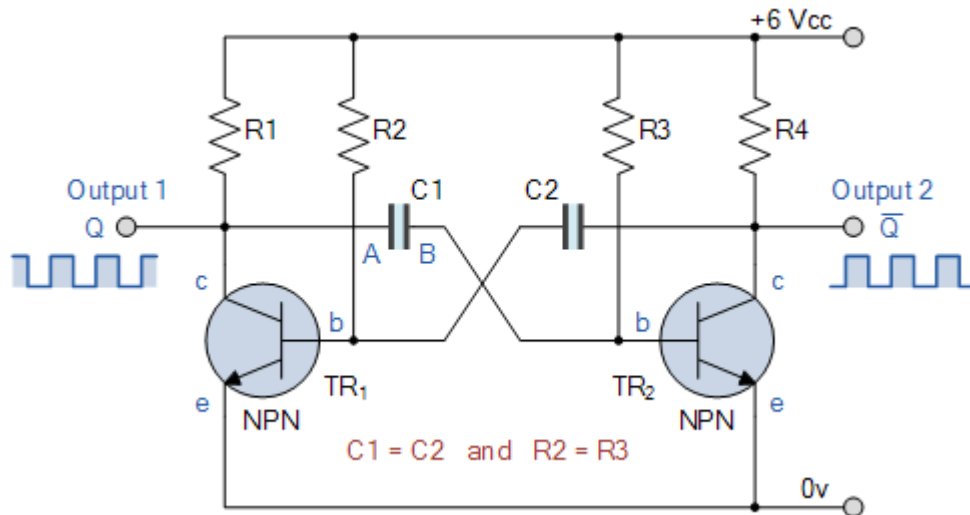 +6 Vcc
R1
R2
R3
R4
Output 1
C1
C2
Output 2
Q
Q̅
A
B
c
c
b
b
TR₁
TR₂
e
NPN
NPN
e
C1 = C2 and R2 = R3
0v